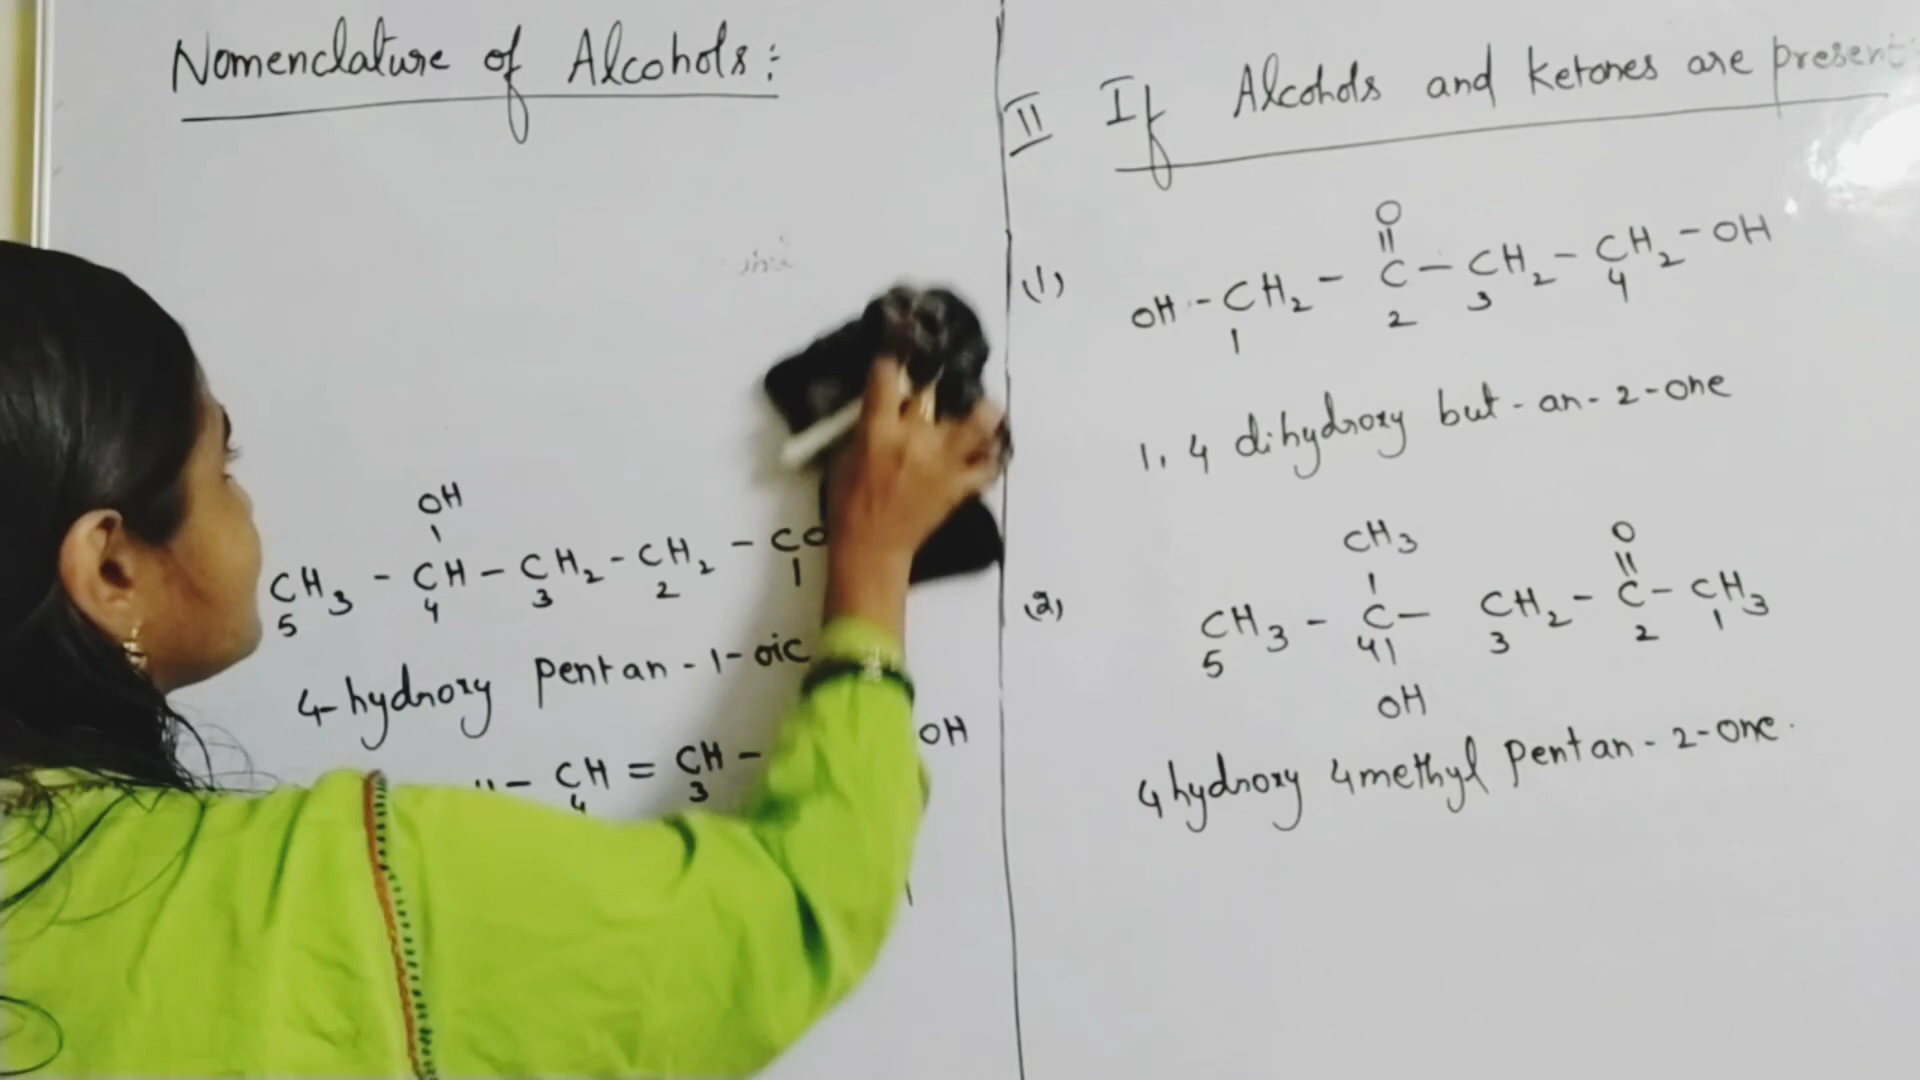 Nomenclature of Alcohols:
OH
CH3 - CH - CH2 - CH2 - CO
5 4 3 2 1
4-hydroxy pentan-1-oic
- CH = CH - OH
4 3
II If Alcohols and ketones are present
O
(1) OH - CH2 - C - CH2 - CH2 - OH
1 2 3 4
1, 4 dihydroxy but-an-2-one
CH3 O
(2) CH3 - C - CH2 - C - CH3
5 4 3 2 1
OH
4 hydroxy 4 methyl pentan-2-one.